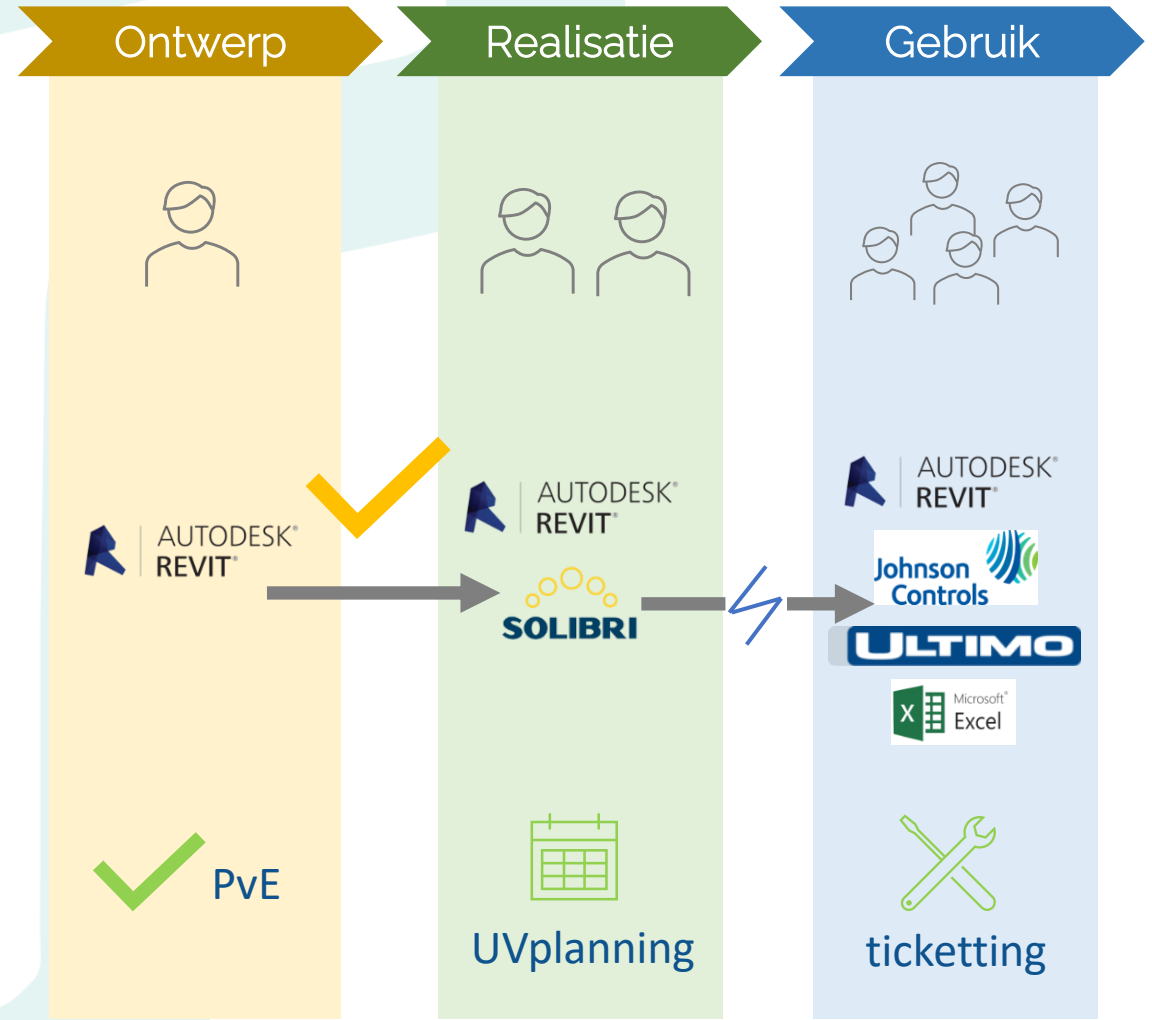 Ontwerp
Realisatie
Gebruik
AUTODESK®
REVIT®
AUTODESK®
REVIT®
SOLIBRI
AUTODESK®
REVIT®
Johnson
Controls
ULTIMO
Microsoft®
X
Excel
PvE
UVplanning
ticketting